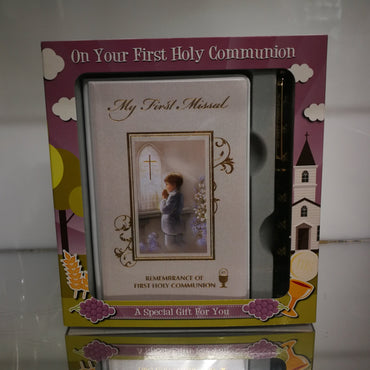 On Your First Holy Communion
My First Missal
REMEMBRANCE OF
FIRST HOLY COMMUNION
A Special Gift For You